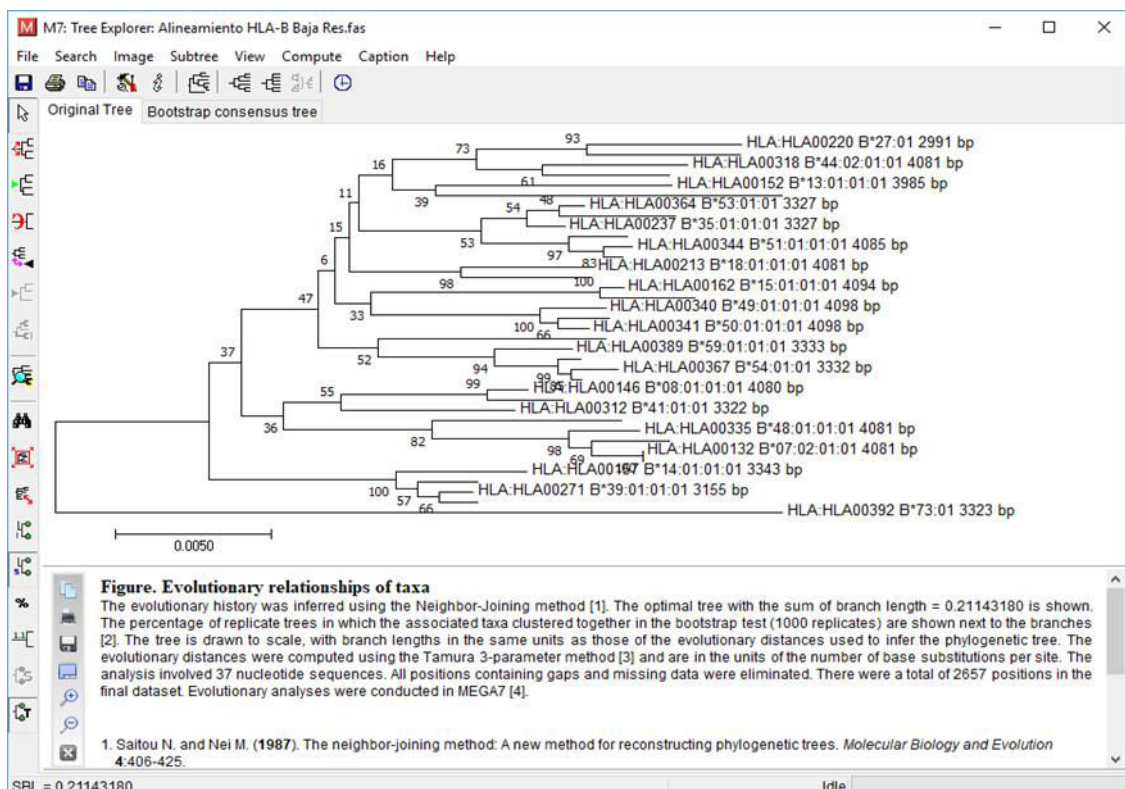 M7: Tree Explorer: Alineamiento HLA-B Baja Res.fas
File Search Image Subtree View Compute Caption Help
Original Tree Bootstrap consensus tree
93
73
HLA:HLA00220 B*27:01 2991 bp
16
HLA:HLA00318 B*44:02:01:01 4081 bp
61
HLA:HLA00152 B*13:01:01:01 3985 bp
11
39
48
HLA:HLA00364 B*53:01:01 3327 bp
54
HLA:HLA00237 B*35:01:01:01 3327 bp
15
53
HLA:HLA00344 B*51:01:01:01 4085 bp
97
83
HLA:HLA00213 B*18:01:01:01 4081 bp
6
98
100
HLA:HLA00162 B*15:01:01:01 4094 bp
47
HLA:HLA00340 B*49:01:01:01 4098 bp
33
100
HLA:HLA00341 B*50:01:01:01 4098 bp
66
HLA:HLA00389 B*59:01:01:01 3333 bp
37
52
94
HLA:HLA00367 B*54:01:01 3332 bp
99
55
99
HLA:HLA00146 B*08:01:01:01 4080 bp
HLA:HLA00312 B*41:01:01 3322 bp
36
82
HLA:HLA00335 B*48:01:01:01 4081 bp
98
HLA:HLA00132 B*07:02:01:01 4081 bp
69
B*14:01:01:01 3343 bp
100
HLA:HLA00271 B*39:01:01:01 3155 bp
57
66
HLA:HLA00392 B*73:01 3323 bp
0.0050
Figure. Evolutionary relationships of taxa
The evolutionary history was inferred using the Neighbor-Joining method [1]. The optimal tree with the sum of branch length = 0.21143180 is shown.
The percentage of replicate trees in which the associated taxa clustered together in the bootstrap test (1000 replicates) are shown next to the branches
[2]. The tree is drawn to scale, with branch lengths in the same units as those of the evolutionary distances used to infer the phylogenetic tree. The
evolutionary distances were computed using the Tamura 3-parameter method [3] and are in the units of the number of base substitutions per site. The
analysis involved 37 nucleotide sequences. All positions containing gaps and missing data were eliminated. There were a total of 2657 positions in the
final dataset. Evolutionary analyses were conducted in MEGA7 [4].
1. Saitou N. and Nei M. (1987). The neighbor-joining method: A new method for reconstructing phylogenetic trees. Molecular Biology and Evolution
4:406-425.
SBL = 0.21143180 Idle